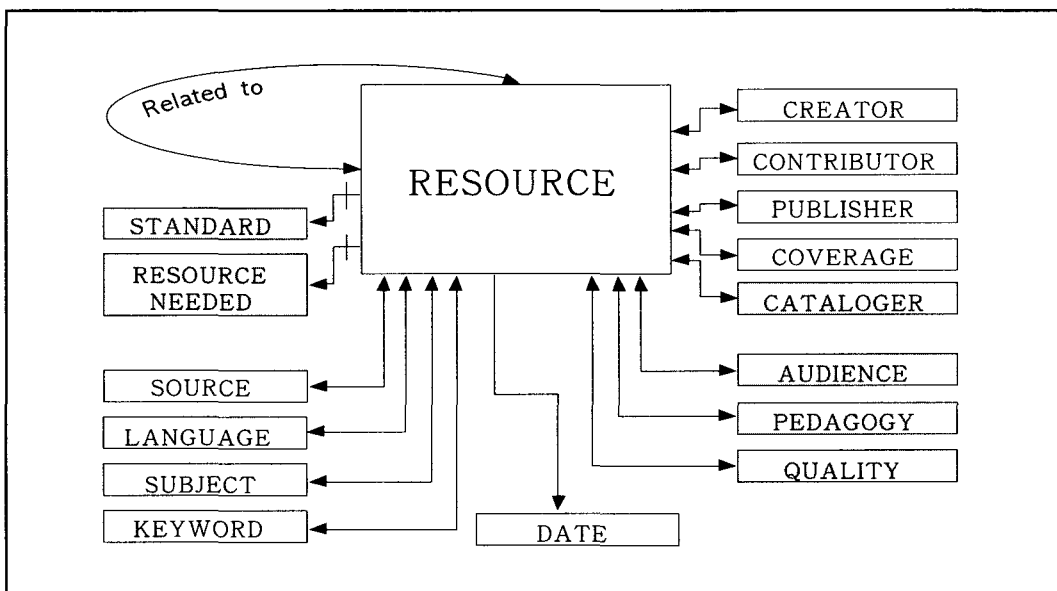 Related to
RESOURCE
STANDARD
RESOURCE
NEEDED
SOURCE
LANGUAGE
SUBJECT
KEYWORD
DATE
CREATOR
CONTRIBUTOR
PUBLISHER
COVERAGE
CATALOGER
AUDIENCE
PEDAGOGY
QUALITY